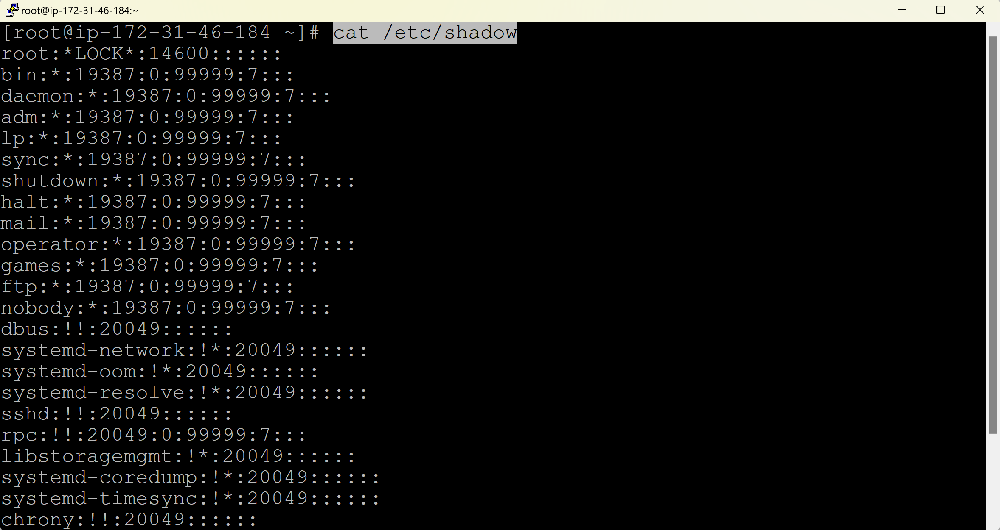 root@ip-172-31-46-184:~
[root@ip-172-31-46-184 ~]# cat /etc/shadow
root:*LOCK*:14600::::::
bin:*:19387:0:99999:7:::
daemon:*:19387:0:99999:7:::
adm:*:19387:0:99999:7:::
lp:*:19387:0:99999:7:::
sync:*:19387:0:99999:7:::
shutdown:*:19387:0:99999:7:::
halt:*:19387:0:99999:7:::
mail:*:19387:0:99999:7:::
operator:*:19387:0:99999:7:::
games:*:19387:0:99999:7:::
ftp:*:19387:0:99999:7:::
nobody:*:19387:0:99999:7:::
dbus:!!:20049::::::
systemd-network:!*:20049::::::
systemd-oom:!*:20049::::::
systemd-resolve:!*:20049::::::
sshd:!!:20049::::::
rpc:!!:20049:0:99999:7:::
libstoragemgmt:!*:20049::::::
systemd-coredump:!*:20049::::::
systemd-timesync:!*:20049::::::
chrony:!!:20049::::::